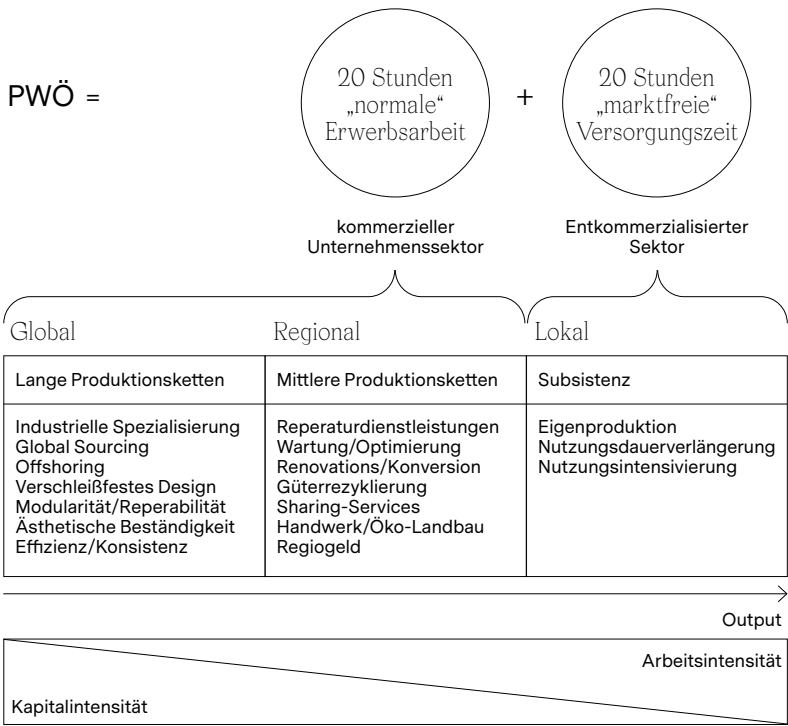 PWÖ =
20 Stunden
„normale“
Erwerbsarbeit
+
20 Stunden
„marktfreie“
Versorgungszeit
kommerzieller
Unternehmenssektor
Entkommerzialisierter
Sektor
Global
Regional
Lokal
Lange Produktionsketten
Mittlere Produktionsketten
Subsistenz
Industrielle Spezialisierung
Global Sourcing
Offshoring
Verschleißfestes Design
Modularität/Reperabilität
Ästhetische Beständigkeit
Effizienz/Konsistenz
Reperaturdienstleistungen
Wartung/Optimierung
Renovations/Konversion
Güterrezyklierung
Sharing-Services
Handwerk/Öko-Landbau
Regiogeld
Eigenproduktion
Nutzungsdauerverlängerung
Nutzungsintensivierung
Output
Arbeitsintensität
Kapitalintensität